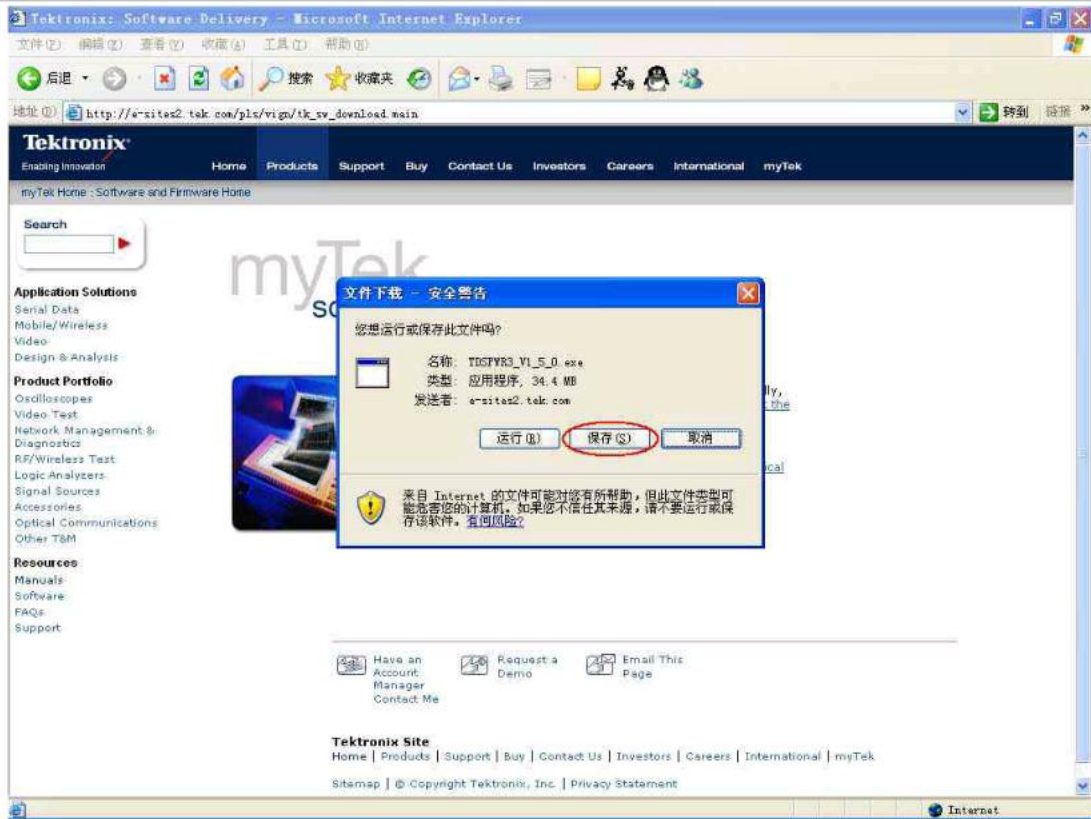 Tektronix: Software Delivery - Microsoft Internet Explorer
文件(F) 编辑(E) 查看(V) 收藏(A) 工具(T) 帮助(H)
后退 搜索 收藏夹
地址(D) http://e-sites2.tek.com/pls/vign/tk_sw_download.main 转到 链接 »
Tektronix
Enabling Innovation
Home Products Support Buy Contact Us Investors Careers International myTek
myTek Home : Software and Firmware Home
Search
myTek
so
Application Solutions
Serial Data
Mobile/Wireless
Video
Design & Analysis
Product Portfolio
Oscilloscopes
Video Test
Network Management &
Diagnostics
RF/Wireless Test
Logic Analyzers
Signal Sources
Accessories
Optical Communications
Other T&M
Resources
Manuals
Software
FAQs
Support
文件下载 - 安全警告
您想运行或保存此文件吗?
名称: TDSPWR3_V1_5_0.exe
类型: 应用程序, 34.4 MB
发送者: e-sites2.tek.com
运行(R) 保存(S) 取消
来自 Internet 的文件可能对您有所帮助，但此文件类型可
能危害您的计算机。如果您不信任其来源，请不要运行或保
存该软件。有何风险?
lly,
the
ical
Have an
Account
Manager
Contact Me
Request a
Demo
Email This
Page
Tektronix Site
Home | Products | Support | Buy | Contact Us | Investors | Careers | International | myTek
Sitemap | © Copyright Tektronix, Inc. | Privacy Statement
Internet